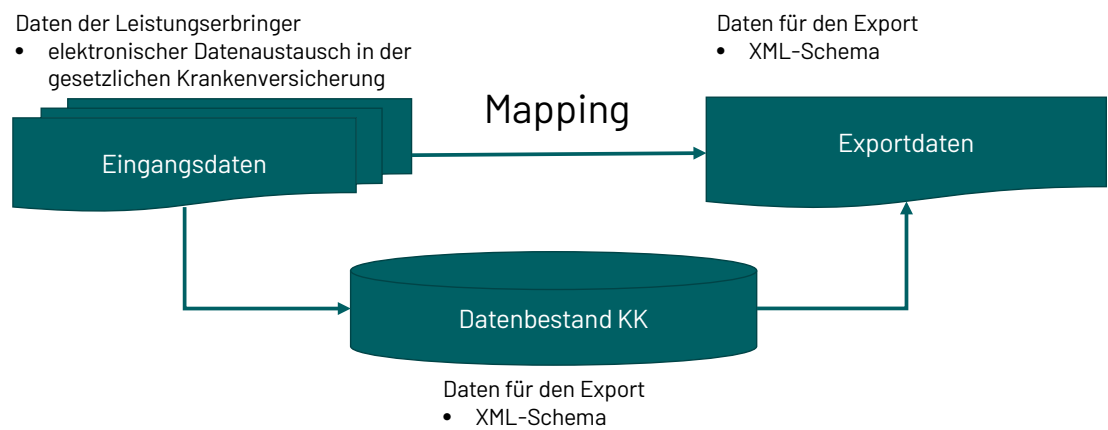 Daten der Leistungserbringer
• elektronischer Datenaustausch in der
gesetzlichen Krankenversicherung
Daten für den Export
• XML-Schema
Mapping
Eingangsdaten
Exportdaten
Datenbestand KK
Daten für den Export
• XML-Schema